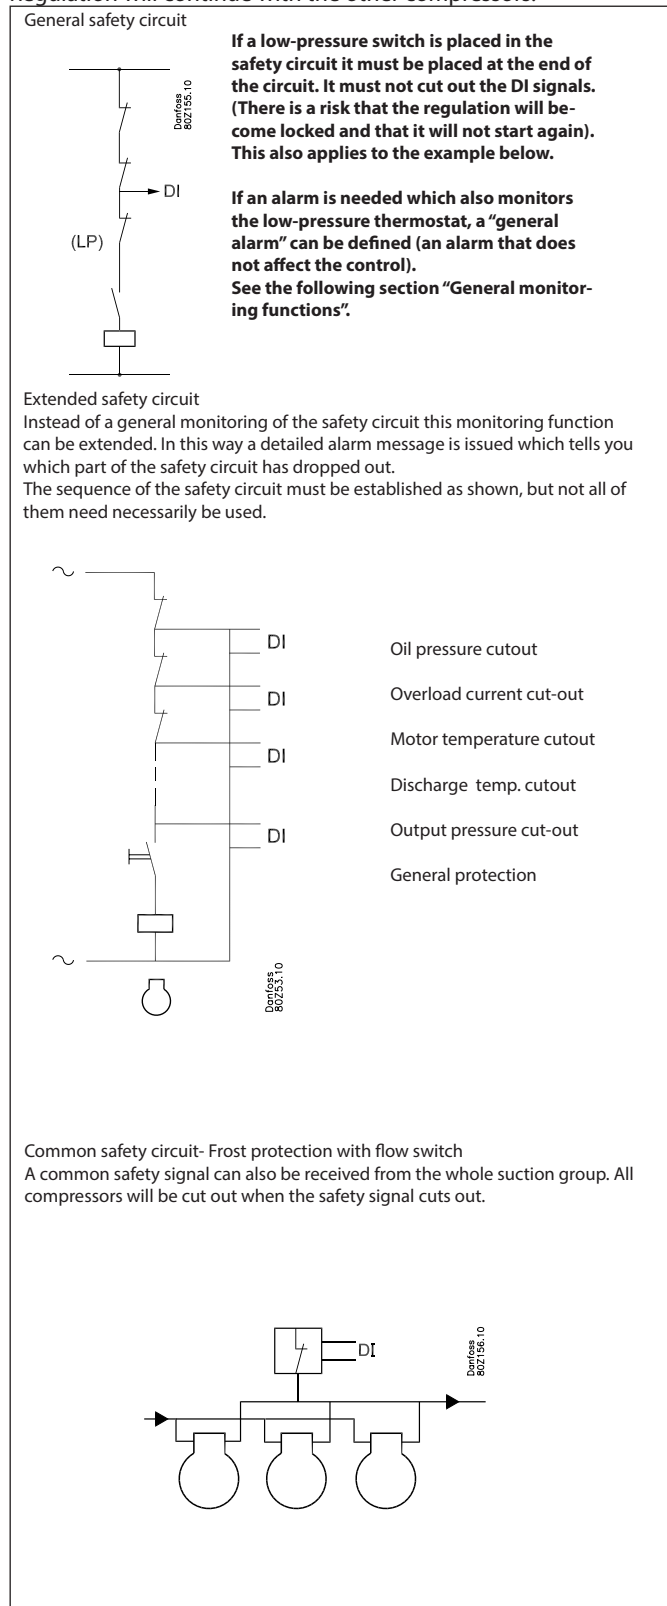 Regulation will continue with the other compressors.
General safety circuit
If a low-pressure switch is placed in the
safety circuit it must be placed at the end of
the circuit. It must not cut out the DI signals.
(There is a risk that the regulation will be-
come locked and that it will not start again).
This also applies to the example below.
If an alarm is needed which also monitors
the low-pressure thermostat, a “general
alarm” can be defined (an alarm that does
not affect the control).
See the following section “General monitor-
ing functions”.
Danfoss
80Z155.10
DI
(LP)
Extended safety circuit
Instead of a general monitoring of the safety circuit this monitoring function
can be extended. In this way a detailed alarm message is issued which tells you
which part of the safety circuit has dropped out.
The sequence of the safety circuit must be established as shown, but not all of
them need necessarily be used.
DI
DI
DI
DI
Oil pressure cutout
Overload current cut-out
Motor temperature cutout
Discharge temp. cutout
Output pressure cut-out
General protection
Danfoss
80Z53.10
Common safety circuit- Frost protection with flow switch
A common safety signal can also be received from the whole suction group. All
compressors will be cut out when the safety signal cuts out.
DI
Danfoss
80Z156.10